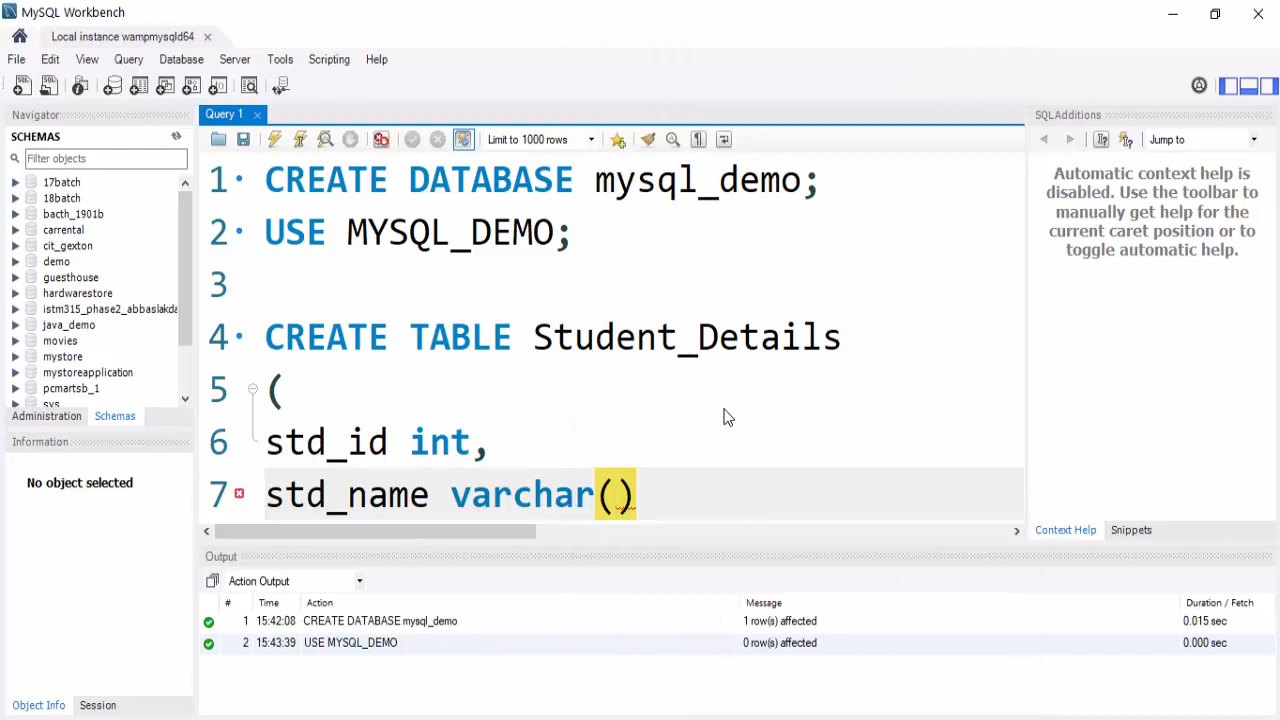 MySQL Workbench
Local instance wampmysqld64
File Edit View Query Database Server Tools Scripting Help
Navigator
SCHEMAS
Filter objects
17batch
18batch
bacth_1901b
carrental
cit_gexton
demo
guesthouse
hardwarestore
istm315_phase2_abbaslakda
java_demo
movies
mystore
mystoreapplication
pcmartsb_1
sys
Administration Schemas
Information
No object selected
Object Info Session
Query 1
Limit to 1000 rows
1 CREATE DATABASE mysql_demo;
2 USE MYSQL_DEMO;
3
4 CREATE TABLE Student_Details
5 (
6 std_id int,
7 std_name varchar()
SQLAdditions
Jump to
Automatic context help is
disabled. Use the toolbar to
manually get help for the
current caret position or to
toggle automatic help.
Context Help Snippets
Output
Action Output
# Time Action Message Duration / Fetch
1 15:42:08 CREATE DATABASE mysql_demo 1 row(s) affected 0.015 sec
2 15:43:39 USE MYSQL_DEMO 0 row(s) affected 0.000 sec